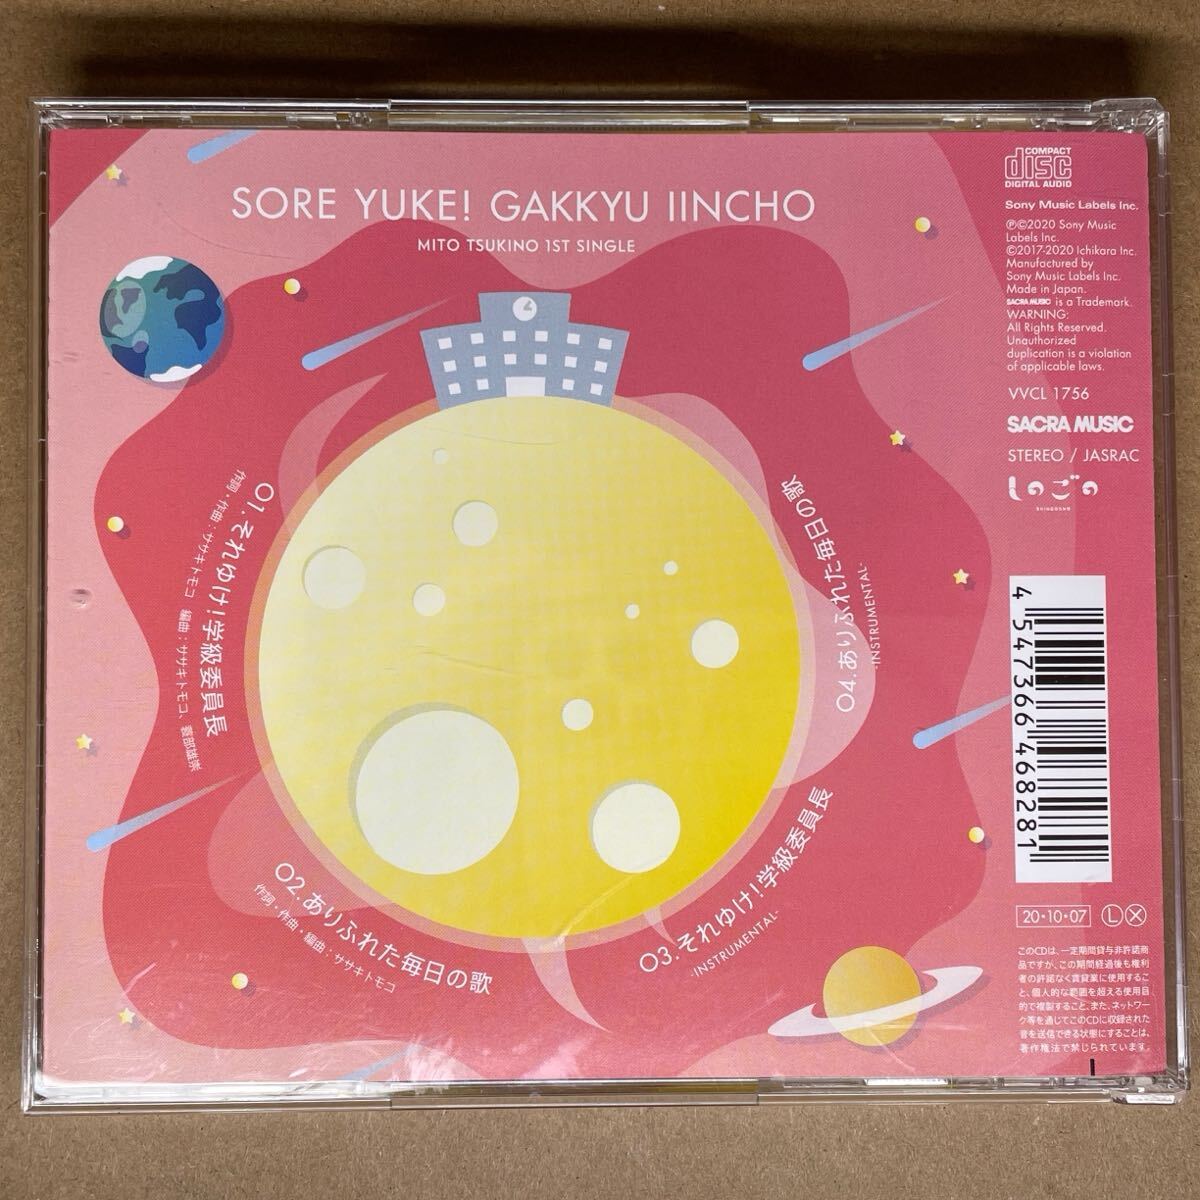 SORE YUKE! GAKKYU IINCHO
MITO TSUKINO 1ST SINGLE
01.それゆけ!学級委員長
作詞・作曲:ササキトモコ 編曲:ササキトモコ、
02.ありふれた毎日の歌
作詞・作曲・編曲:ササキトモコ
03.それゆけ!学級委員長
-INSTRUMENTAL-
04.ありふれた毎日の歌
-INSTRUMENTAL-
COMPACT
disc
DIGITAL AUDIO
Sony Music Labels Inc.
℗©2020 Sony Music
Labels Inc.
©2017-2020 Ichikara Inc.
Manufactured by
Sony Music Labels Inc.
Made in Japan.
SACRA MUSIC is a Trademark.
WARNING:
All Rights Reserved.
Unauthorized
duplication is a violation
of applicable laws.
VVCL 1756
SACRA MUSIC
STEREO / JASRAC
しのごの
SHINOGONO
4 547366 468281
20・10・07 Ⓛ Ⓧ
このCDは、一定期間貸与非許諾商
品ですが、この期間経過後も権利
者の許諾なく賃貸業に使用するこ
と、個人的な範囲を超える使用目
的で複製すること、また、ネットワー
ク等を通じてこのCDに収録された
音を送信できる状態にすることは、
著作権法で禁じられています。